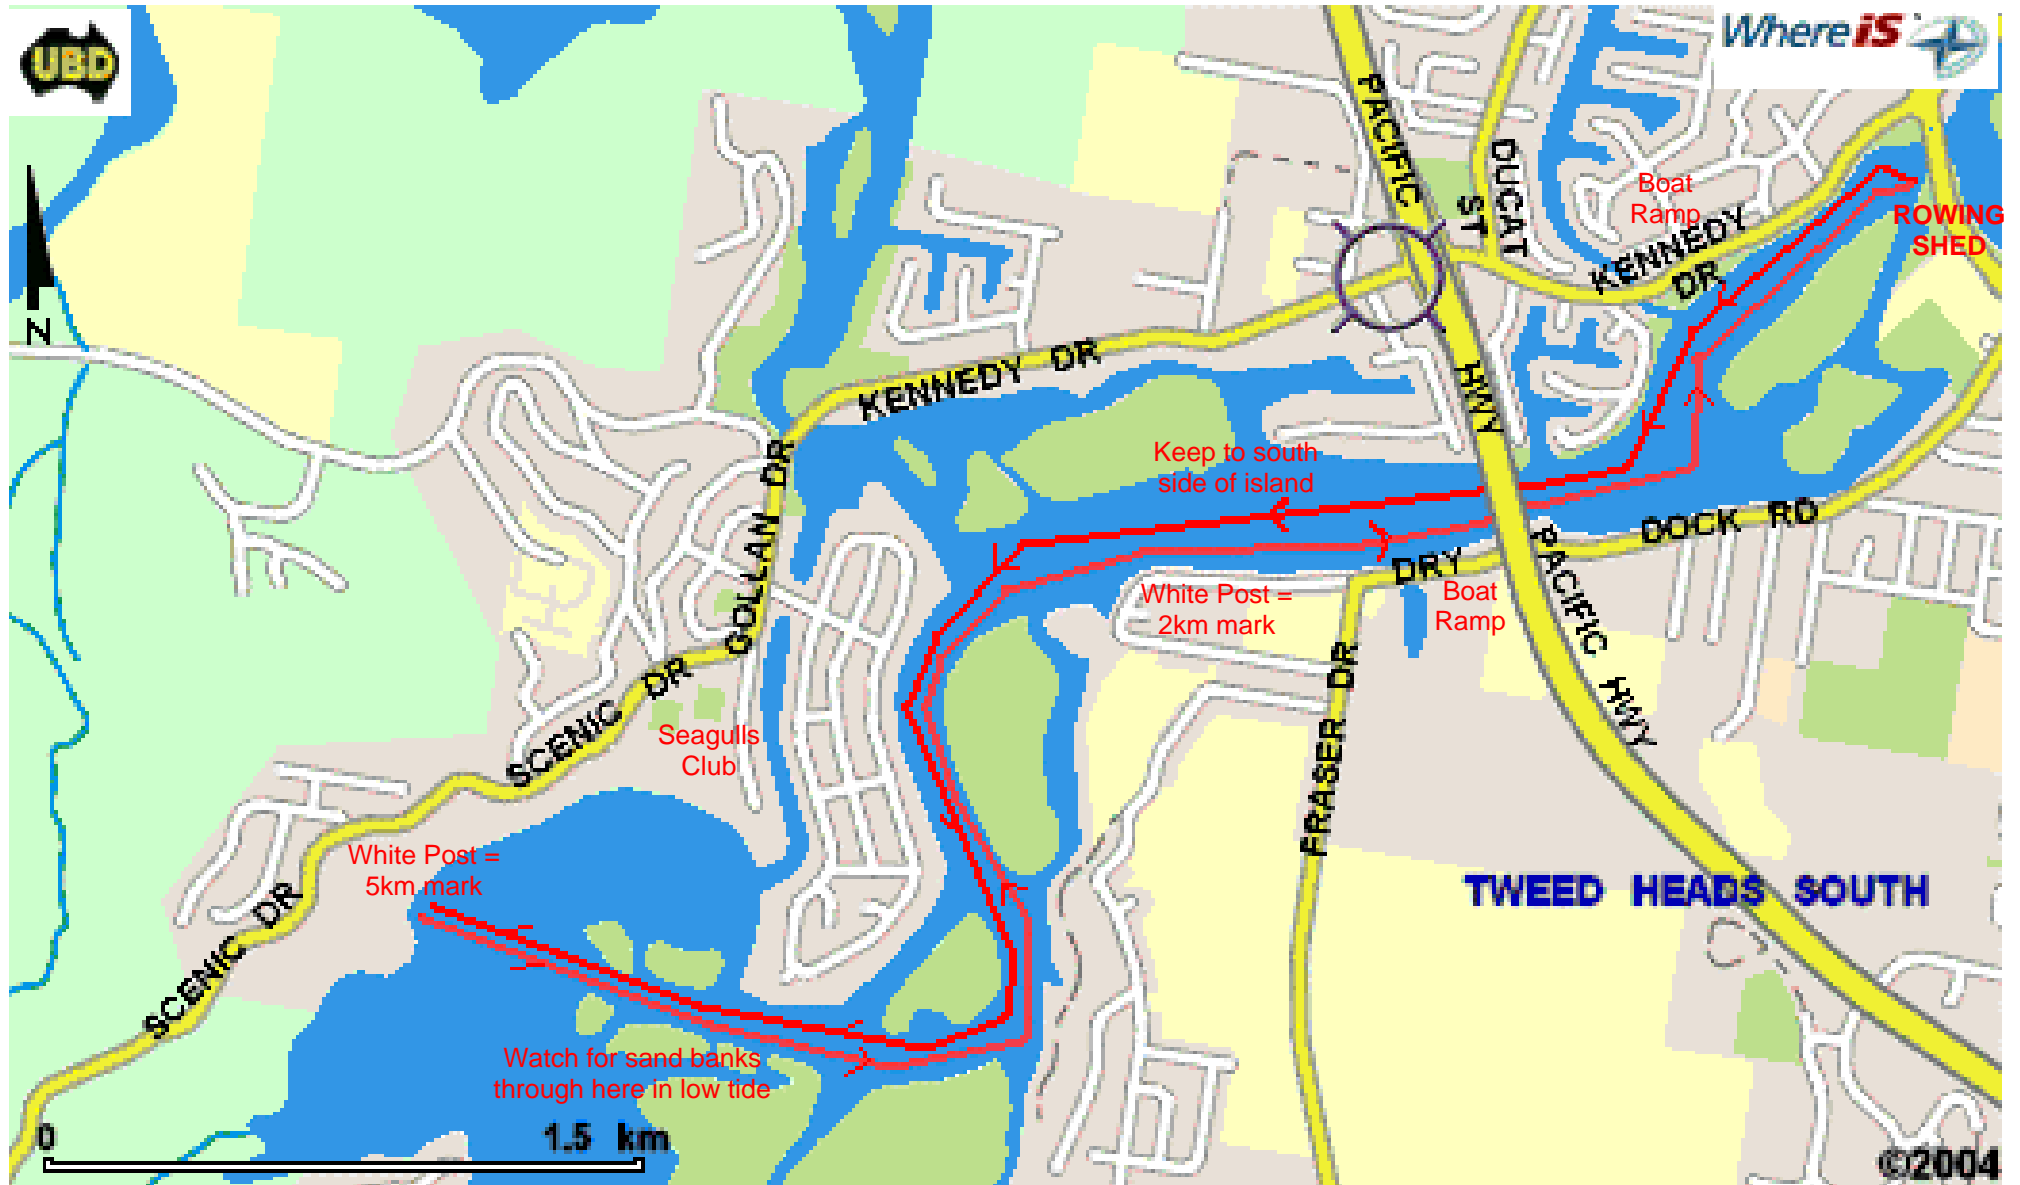 UBD
Where iS
N
PACIFIC
DUCAT
ST
Boat
Ramp
KENNEDY
DR
ROWING
SHED
KENNEDY DR
HWY
Keep to south
side of island
GOLLAN DR
DOCK RD
DRY
PACIFIC HWY
White Post =
2km mark
Boat
Ramp
FRASER DR
SCENIC DR
Seagulls
Club
White Post =
5km mark
SCENIC DR
TWEED HEADS SOUTH
Watch for sand banks
through here in low tide
0 1.5 km
©2004